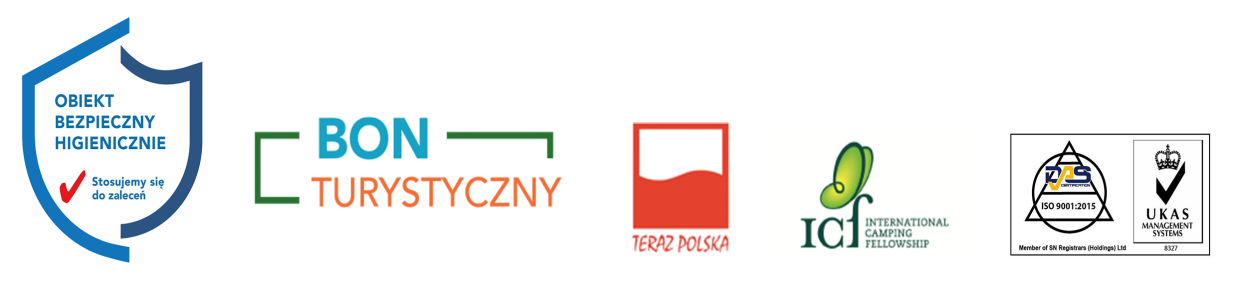 OBIEKT
BEZPIECZNY
HIGIENICZNIE
Stosujemy się
do zaleceń
BON
TURYSTYCZNY
TERAZ POLSKA
ICf INTERNATIONAL
CAMPING
FELLOWSHIP
DAS
CERTIFICATION
ISO 9001:2015
Member of SN Registrars (Holdings) Ltd
UKAS
MANAGEMENT
SYSTEMS
8327